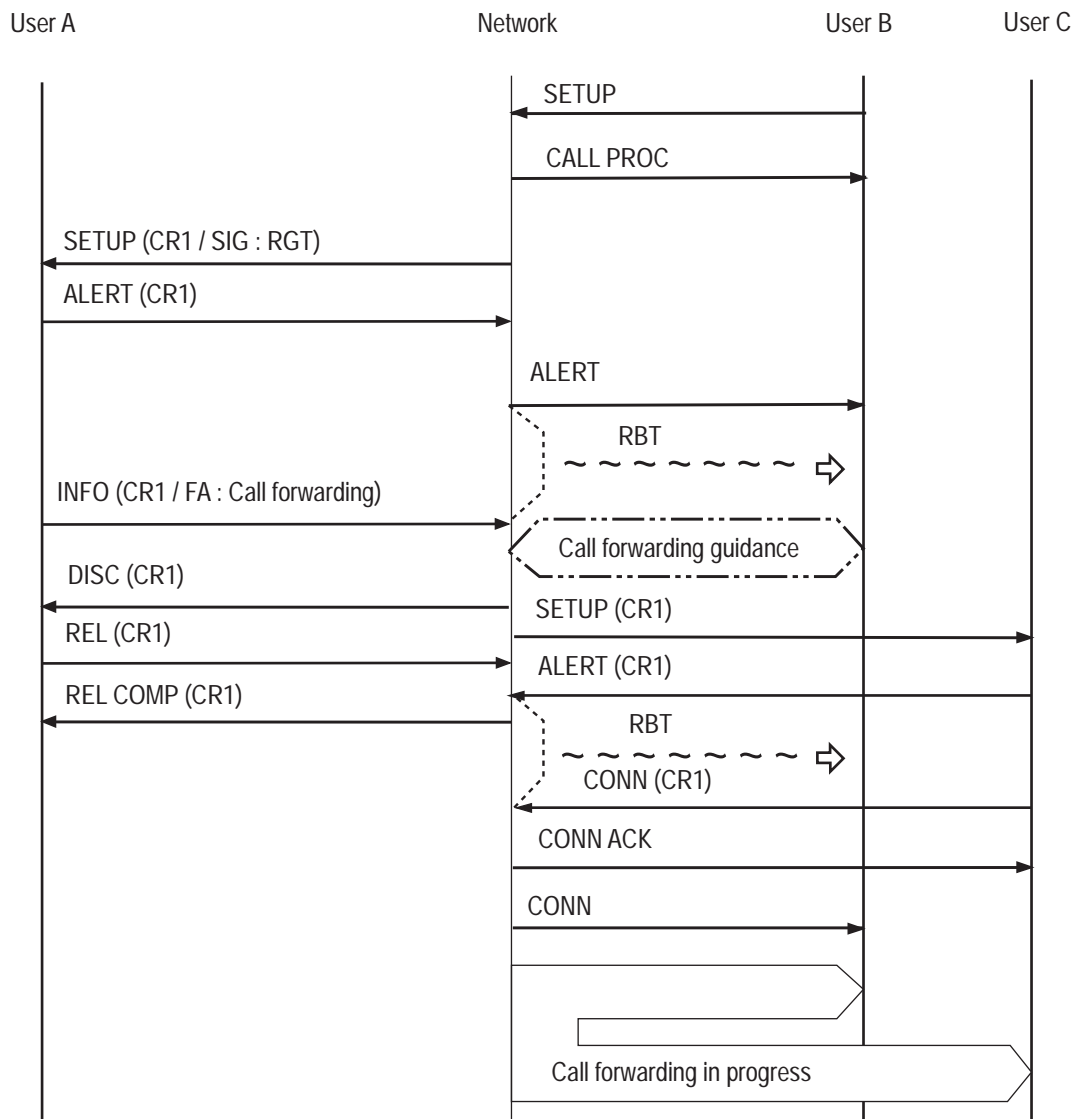 User A
Network
User B
User C
SETUP
CALL PROC
SETUP (CR1 / SIG : RGT)
ALERT (CR1)
ALERT
RBT
INFO (CR1 / FA : Call forwarding)
Call forwarding guidance
DISC (CR1)
SETUP (CR1)
REL (CR1)
ALERT (CR1)
REL COMP (CR1)
RBT
CONN (CR1)
CONN ACK
CONN
Call forwarding in progress